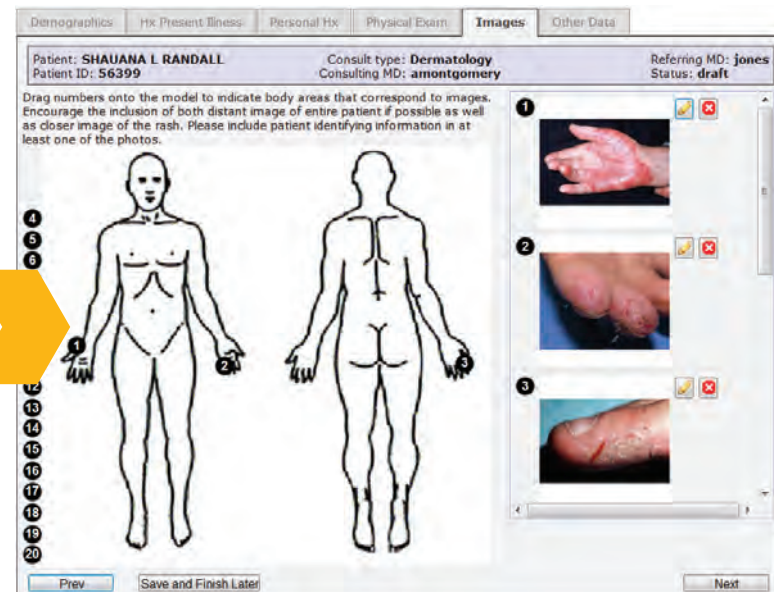 Demographics Hx Present Illness Personal Hx Physical Exam Images Other Data
Patient: SHAUANA L RANDALL Consult type: Dermatology Referring MD: jones
Patient ID: 56399 Consulting MD: amontgomery Status: draft
Drag numbers onto the model to indicate body areas that correspond to images.
Encourage the inclusion of both distant image of entire patient if possible as well
as closer image of the rash. Please include patient identifying information in at
least one of the photos.
4
5
6
1
2
3
12
13
14
15
16
17
18
19
20
1
2
3
Prev Save and Finish Later Next